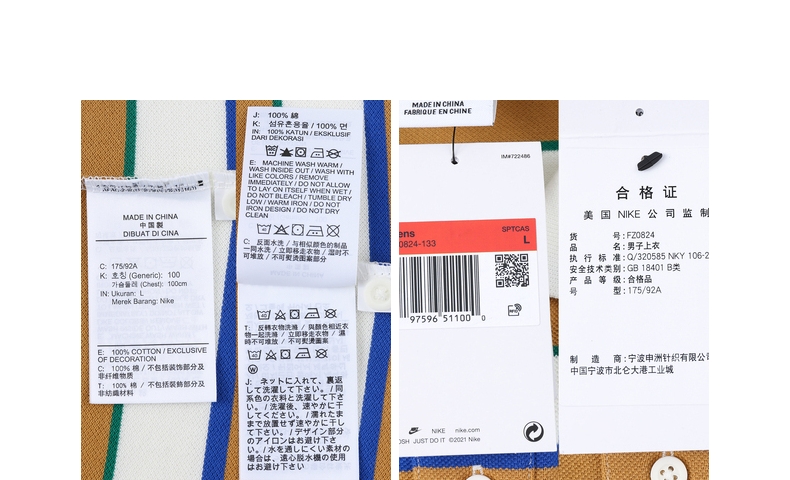 MADE IN CHINA
中国製
DIBUAT DI CINA
C: 175/92A
K: 호칭 (Generic): 100
가슴둘레 (Chest): 100cm
IN: Ukuran: L
Merek Barang: Nike
E: 100% COTTON / EXCLUSIVE
OF DECORATION
C: 100% 棉 / 不包括装饰部分及
非纤维物质
T: 100% 棉 / 不包括裝飾部分及
非紡織材料
J: 100% 綿
K: 섬유혼용율 / 100% 면
IN: 100% KATUN / EKSKLUSIF
DARI DEKORASI
E: MACHINE WASH WARM /
WASH INSIDE OUT / WASH WITH
LIKE COLORS / REMOVE
IMMEDIATELY / DO NOT ALLOW
TO LAY ON ITSELF WHEN WET /
DO NOT BLEACH / TUMBLE DRY
LOW / WARM IRON / DO NOT
IRON DESIGN / DO NOT DRY
CLEAN
C: 反面水洗 / 与相似颜色的制品
一同水洗 / 立即移走衣物 / 湿时不
可堆放 / 不可熨烫图案部分
T: 反轉衣物洗滌 / 與顏色相近衣
物一起洗滌 / 立即移走衣物 / 濕
時不可堆放 / 不可熨燙圖案
W
J: ネットに入れて、裏返
して洗濯して下さい。/ 同
系色の衣料と洗濯して下さ
い。/ 洗濯後、速やかに干
してください。/ 濡れたま
まで放置せず速やかに干し
て下さい。/ デザイン部分
のアイロンはお避け下さ
い。/ 水を通しにくい素材の
場合は、遠心脱水機の使用
はお避け下さい
MADE IN CHINA
FABRIQUE EN CHINE
IM#722486
ens
0824-133
SPTCAS
L
97596 51100 0
RFID
NIKE nike.com
OSH JUST DO IT ©2021 Nike
合格证
美国 NIKE 公司监制
货号:FZ0824
品名:男子上衣
执行标准:Q/320585 NKY 106-2
安全技术类别:GB 18401 B类
产品等级:合格品
号型:175/92A
制造商:宁波申洲针织有限公
中国宁波市北仑大港工业城